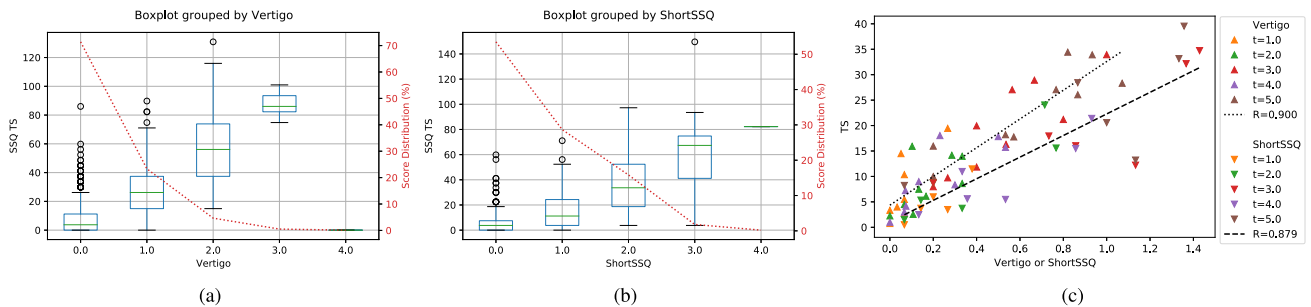 Boxplot grouped by Vertigo
120
100
80
60
40
20
0
SSQ TS
0.0 1.0 2.0 3.0 4.0
Vertigo
70
60
50
40
30
20
10
0
Score Distribution (%)
(a)
Boxplot grouped by ShortSSQ
160
140
120
100
80
60
40
20
0
SSQ TS
0.0 1.0 2.0 3.0 4.0
ShortSSQ
50
40
30
20
10
0
Score Distribution (%)
(b)
40
35
30
25
20
15
10
5
0
TS
0.0 0.2 0.4 0.6 0.8 1.0 1.2 1.4
Vertigo or ShortSSQ
Vertigo
t=1.0
t=2.0
t=3.0
t=4.0
t=5.0
R=0.900
ShortSSQ
t=1.0
t=2.0
t=3.0
t=4.0
t=5.0
R=0.879
(c)